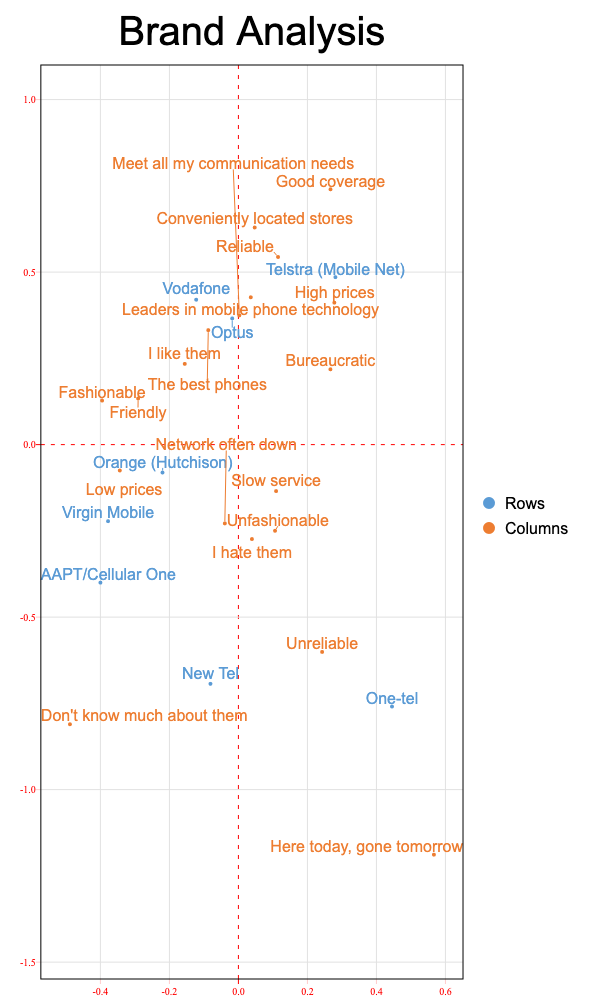 Brand Analysis
1.0
Meet all my communication needs
Good coverage
Conveniently located stores
Reliable
Telstra (Mobile Net)
0.5
Vodafone
High prices
Leaders in mobile phone technology
Optus
I like them
Bureaucratic
The best phones
Fashionable
Friendly
0.0
Network often down
Orange (Hutchison)
Slow service
Low prices
Rows
Virgin Mobile
Unfashionable
Columns
I hate them
AAPT/Cellular One
-0.5
Unreliable
New Tel
One-tel
Don't know much about them
-1.0
Here today, gone tomorrow
-1.5
-0.4 -0.2 0.0 0.2 0.4 0.6